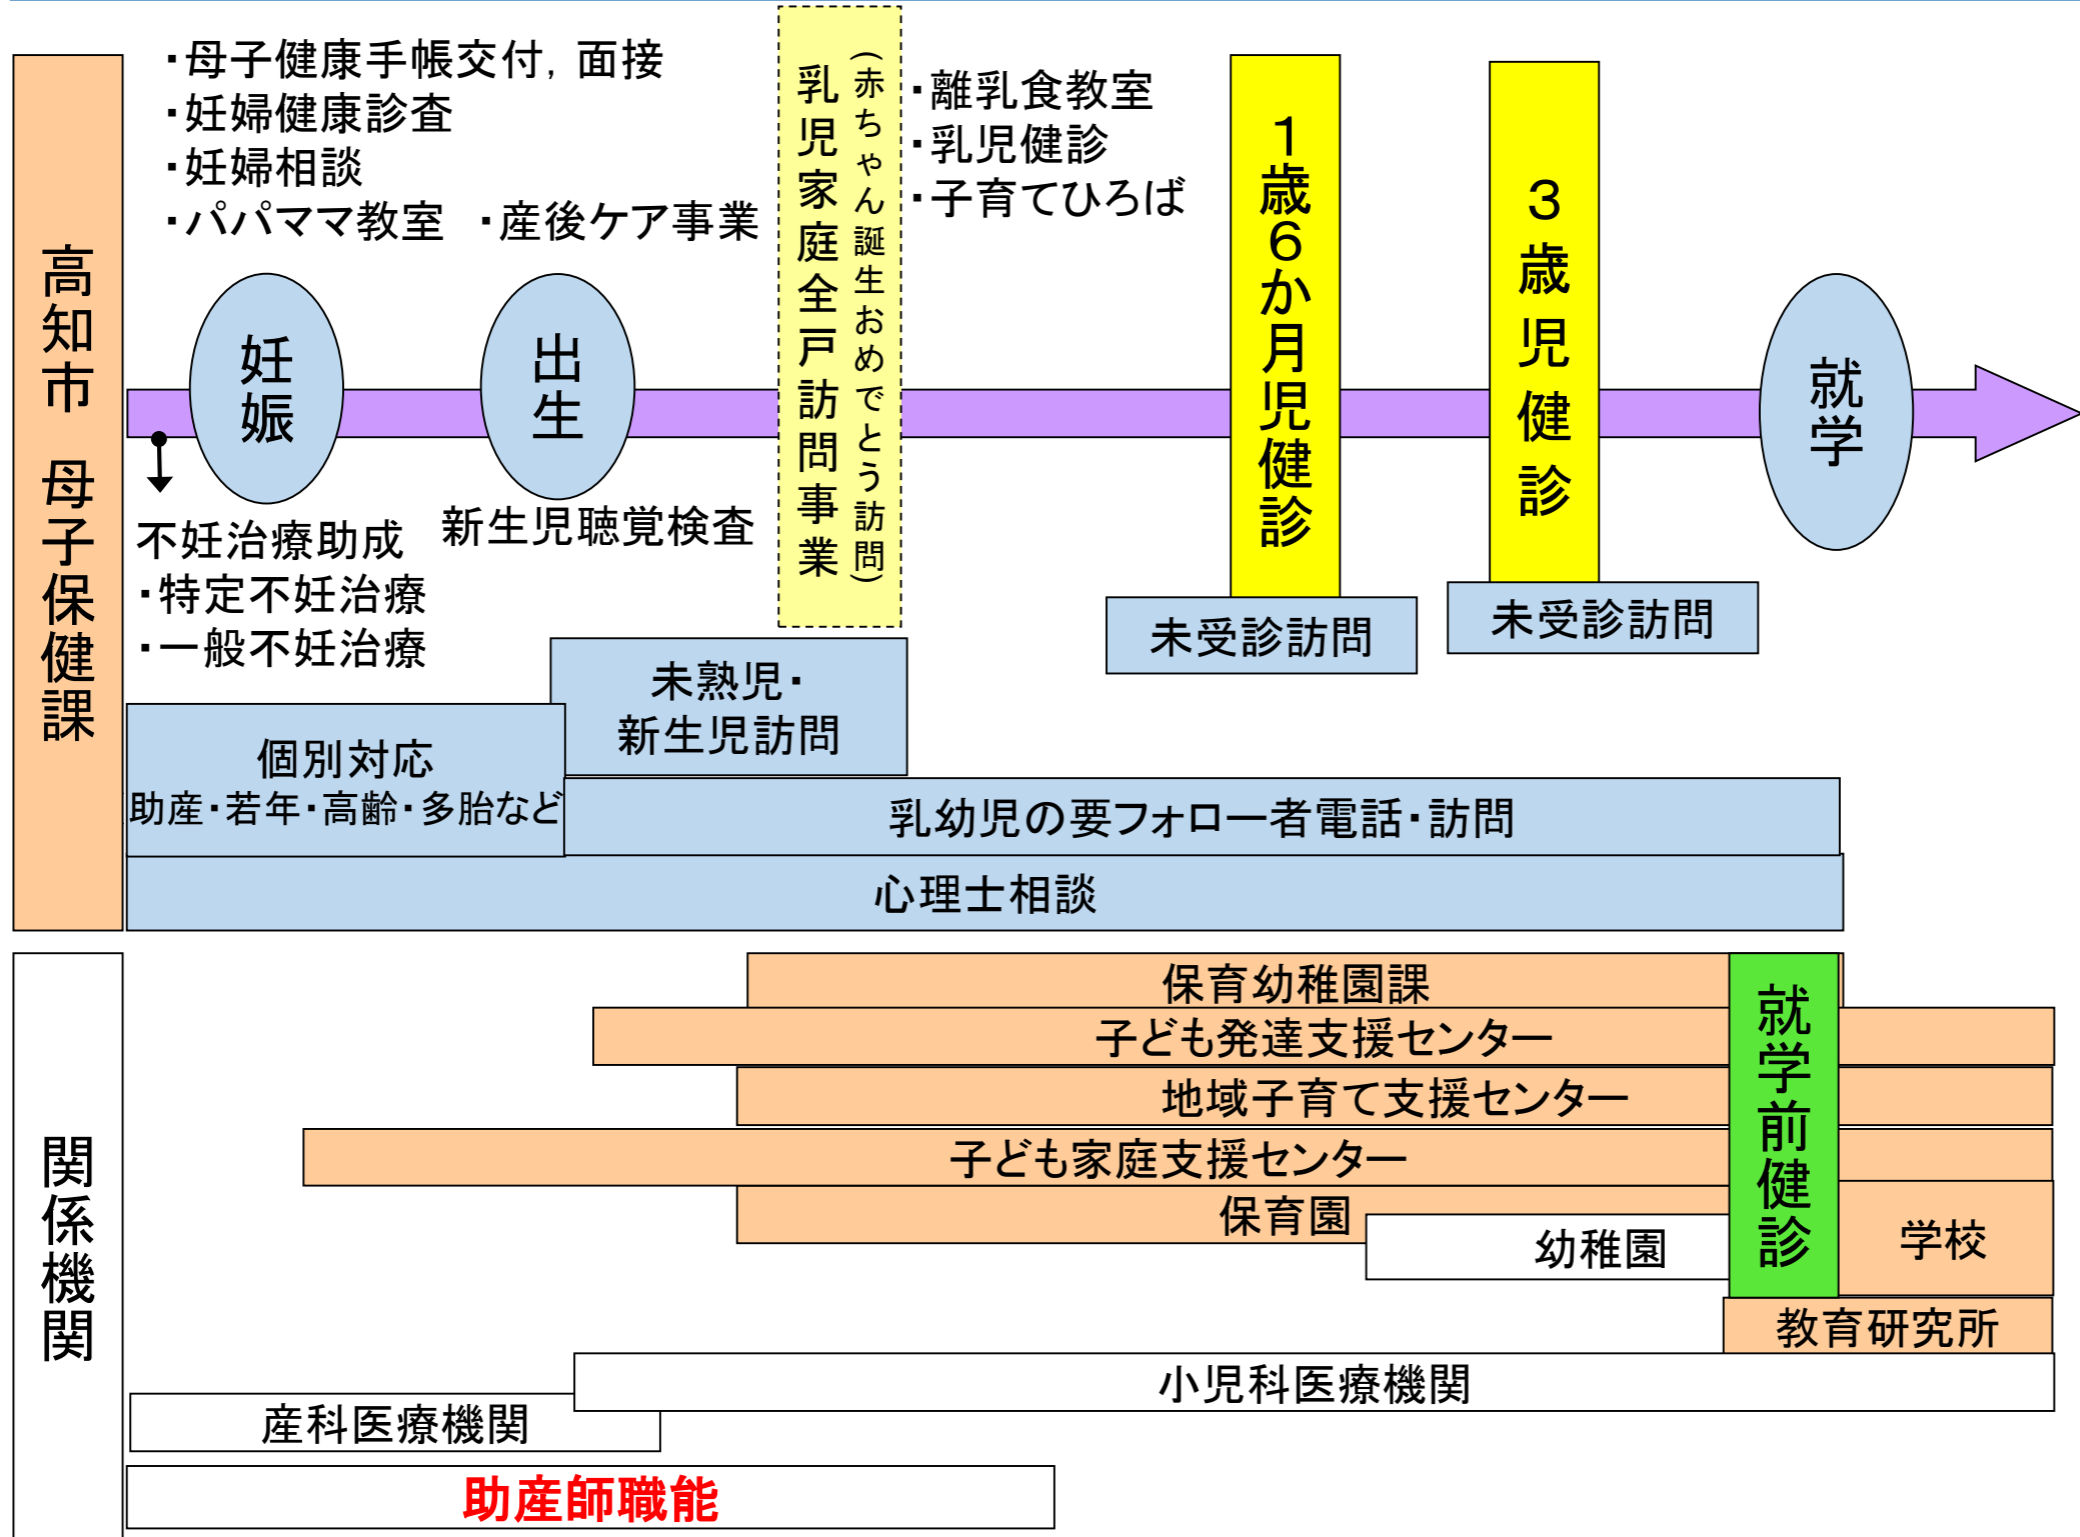 高知市　母子保健課
・母子健康手帳交付，面接
・妊婦健康診査
・妊婦相談
・パパママ教室　・産後ケア事業
乳児家庭全戸訪問事業
（赤ちゃん誕生おめでとう訪問）
・離乳食教室
・乳児健診
・子育てひろば
１歳６か月児健診
３歳児健診
妊娠
出生
就学
不妊治療助成
・特定不妊治療
・一般不妊治療
新生児聴覚検査
未受診訪問
未受診訪問
未熟児・
新生児訪問
個別対応
助産・若年・高齢・多胎など
乳幼児の要フォロー者電話・訪問
心理士相談
関係機関
保育幼稚園課
子ども発達支援センター
地域子育て支援センター
子ども家庭支援センター
保育園
幼稚園
就学前健診
学校
教育研究所
小児科医療機関
産科医療機関
助産師職能